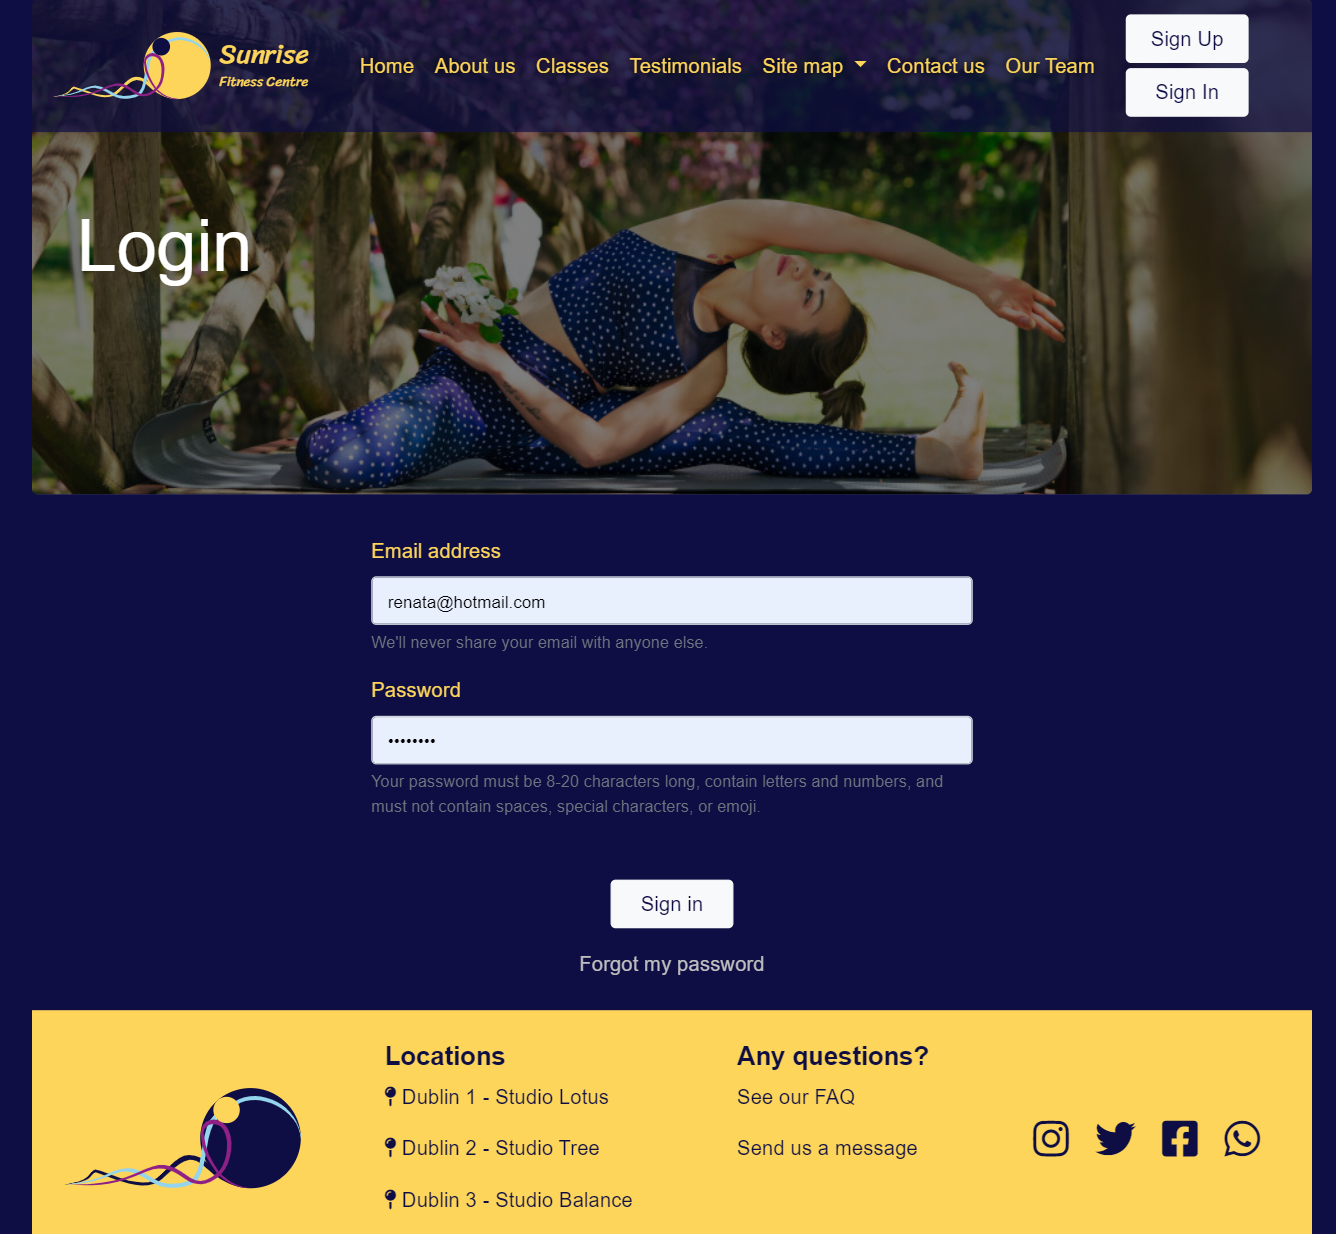 Sunrise
Fitness Centre
Home About us Classes Testimonials Site map Contact us Our Team
Sign Up
Sign In
Login
Email address
renata@hotmail.com
We'll never share your email with anyone else.
Password
••••••••
Your password must be 8-20 characters long, contain letters and numbers, and
must not contain spaces, special characters, or emoji.
Sign in
Forgot my password
Locations
Dublin 1 - Studio Lotus
Dublin 2 - Studio Tree
Dublin 3 - Studio Balance
Any questions?
See our FAQ
Send us a message